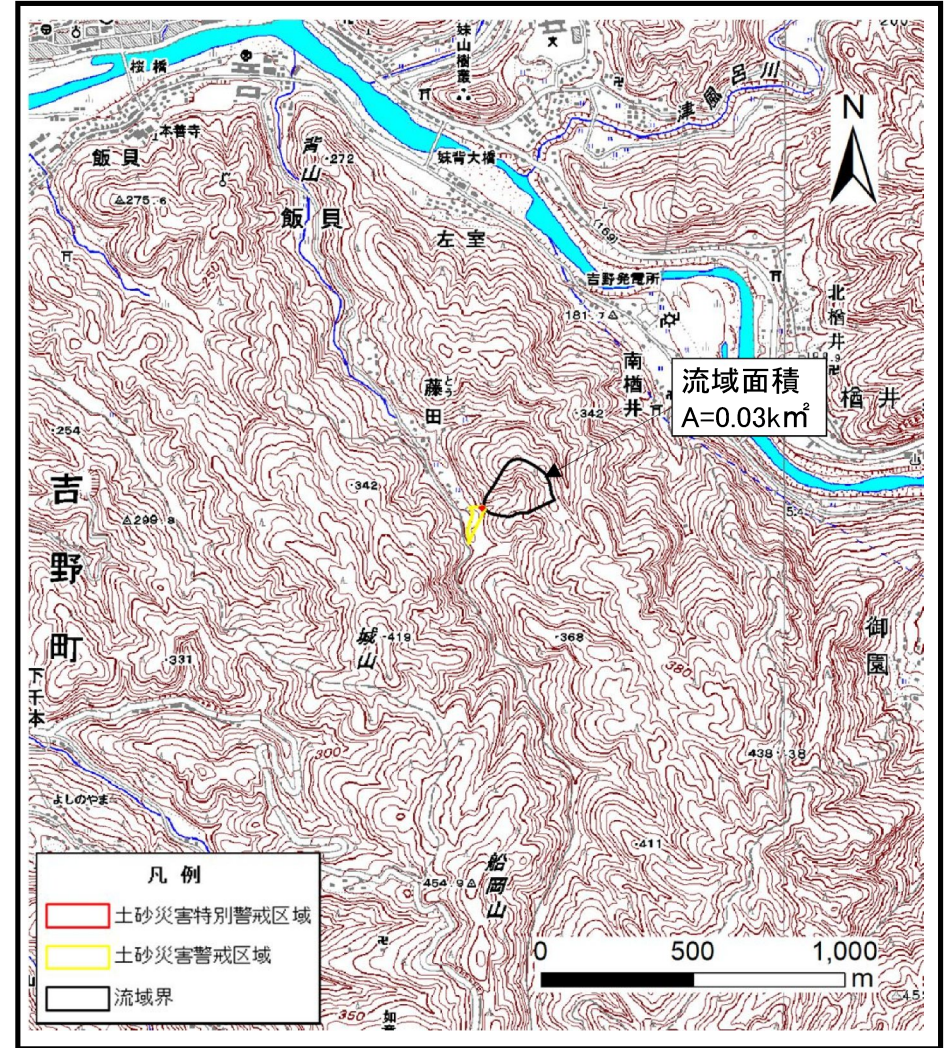 桜橋
妹山樹叢
津風呂川
N
本善寺
飯貝
275.6
背山
272
妹背大橋
飯貝
左室
(169)
吉野発電所
北楢井
181.7
南楢井
流域面積
A=0.03k㎡
楢井
藤田
とう
342
254
342
吉野町
299.8
城山
419
368
380
御園
331
下千本
300
438
よしのやま
411
船岡山
454.9
凡 例
土砂災害特別警戒区域
土砂災害警戒区域
流域界
0 500 1,000
m
350